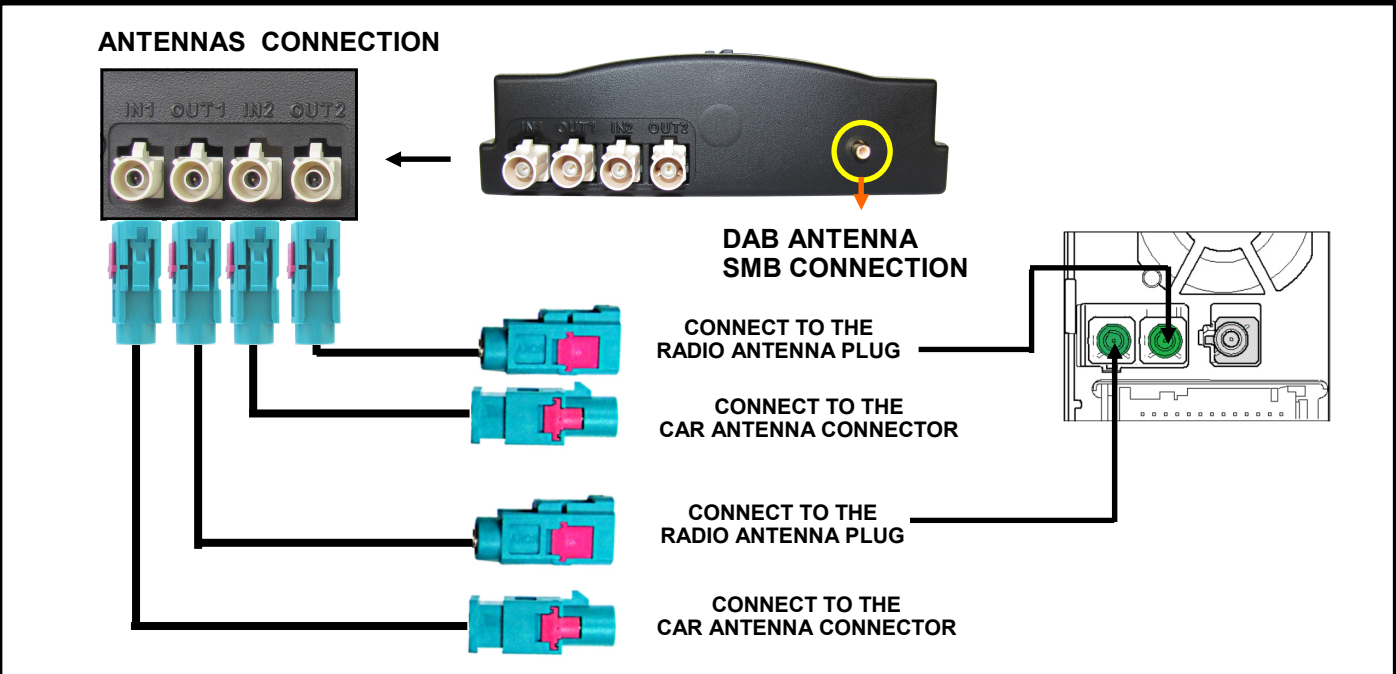 ANTENNAS CONNECTION
IN1 OUT1 IN2 OUT2
IN1 OUT1 IN2 OUT2
DAB ANTENNA
SMB CONNECTION
CONNECT TO THE
RADIO ANTENNA PLUG
CONNECT TO THE
CAR ANTENNA CONNECTOR
CONNECT TO THE
RADIO ANTENNA PLUG
CONNECT TO THE
CAR ANTENNA CONNECTOR